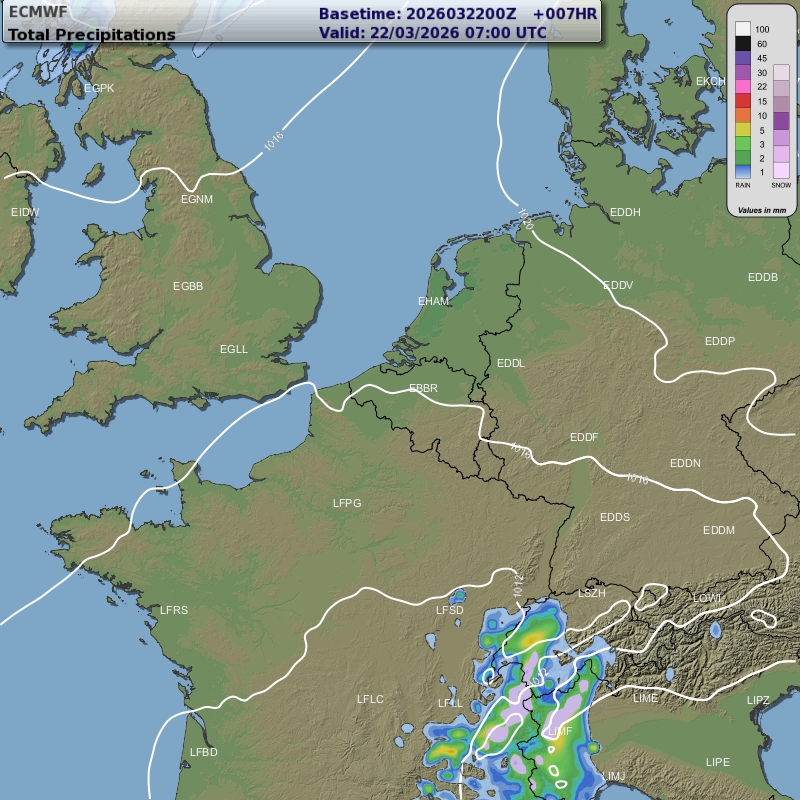 ECMWF
Basetime: 2026032200Z +007HR
Total Precipitations
Valid: 22/03/2026 07:00 UTC
100
60
45
30
22
15
10
5
3
2
1
RAIN SNOW
Values in mm
EGPK
EKCH
1016
EIDW
EGNM
EDDH
1020
EGBB
EDDV
EDDB
EHAM
EGLL
EDDL
EDDP
EBBR
EDDF
1016
EDDN
1016
LFPG
EDDS
EDDM
1012
LSZH
LOWI
LFRS
LFSD
LFLC
LFLL
LIME
LIPZ
LIMF
LFBD
LIPE
LIMJ